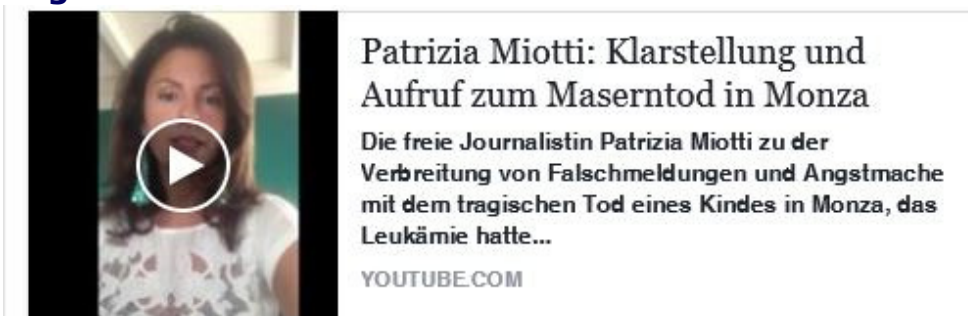 Patrizia Miotti: Klarstellung und
Aufruf zum Maserntod in Monza
Die freie Journalistin Patrizia Miotti zu der
Verbreitung von Falschmeldungen und Angstmache
mit dem tragischen Tod eines Kindes in Monza, das
Leukämie hatte...
YOUTUBE.COM